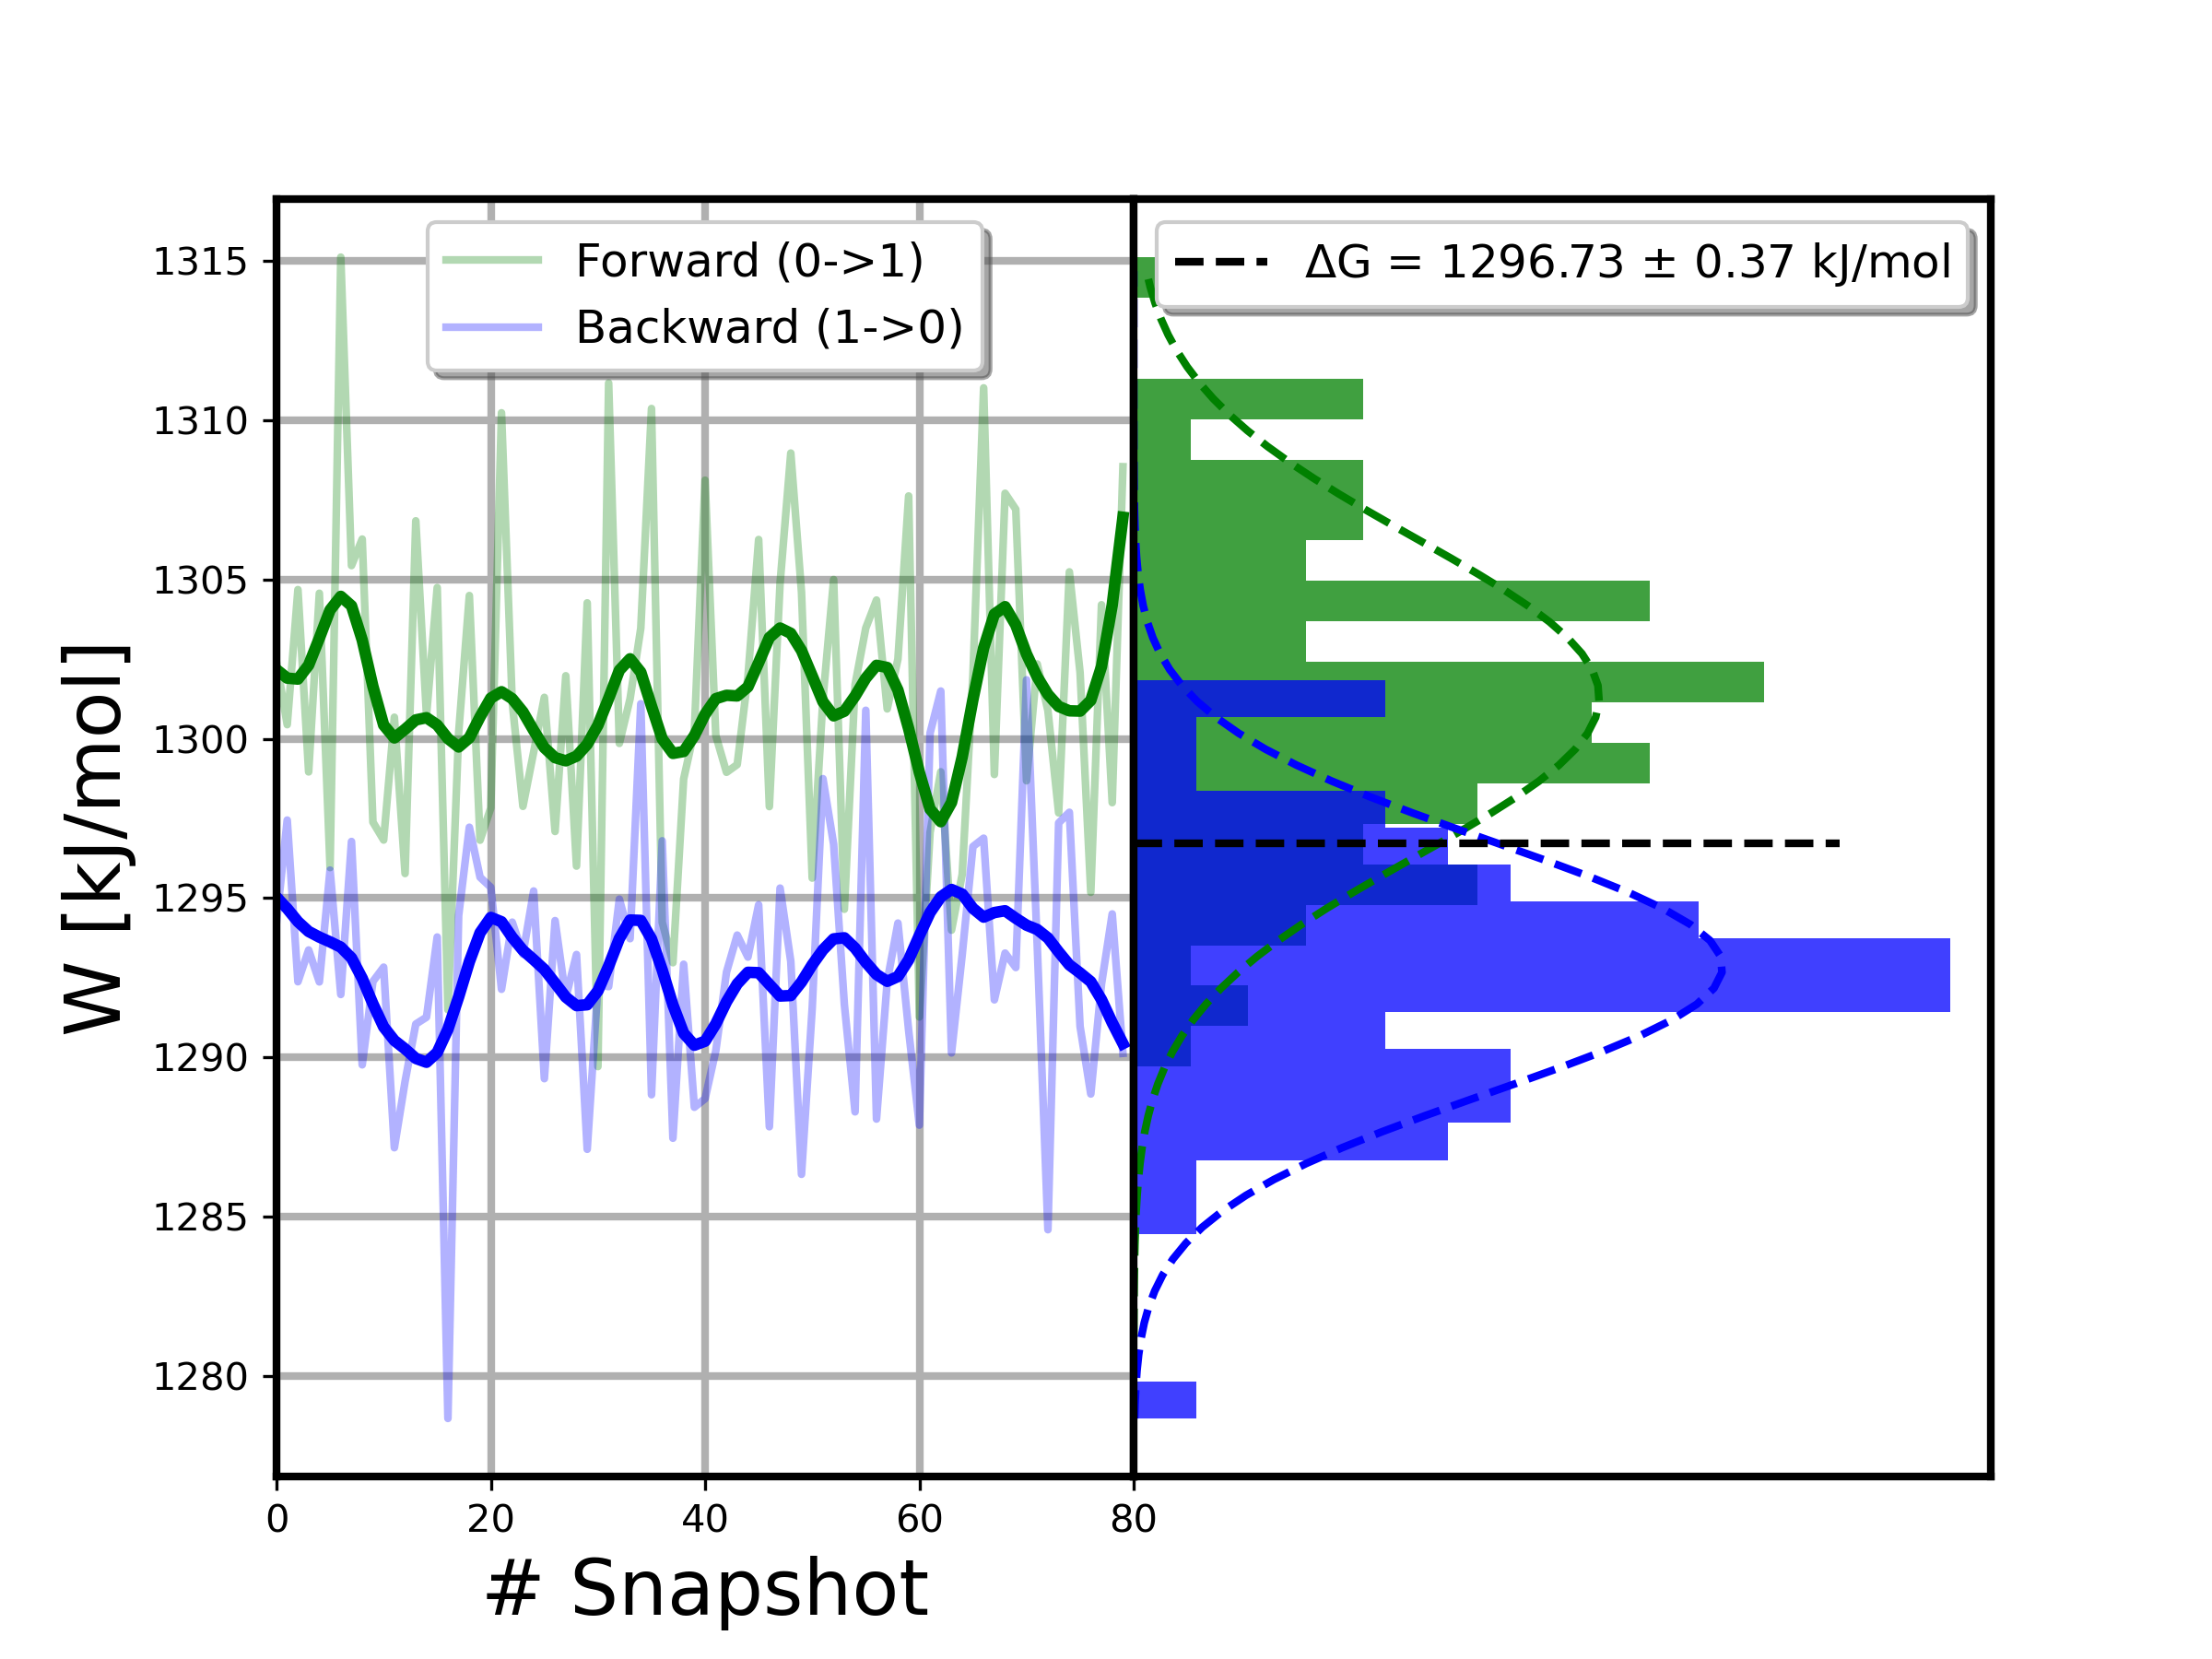 Forward (0->1)
Backward (1->0)
ΔG = 1296.73 ± 0.37 kJ/mol
W [kJ/mol]
1315
1310
1305
1300
1295
1290
1285
1280
0 20 40 60 80
# Snapshot